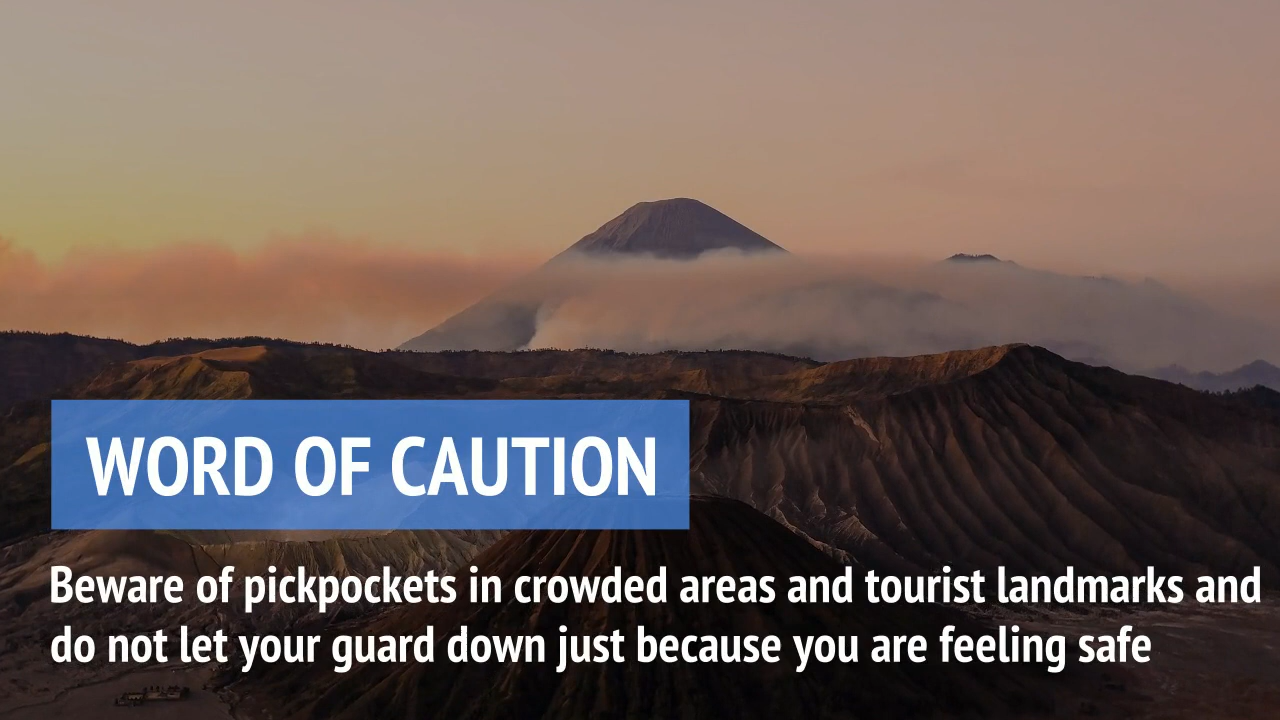 WORD OF CAUTION
Beware of pickpockets in crowded areas and tourist landmarks and
do not let your guard down just because you are feeling safe